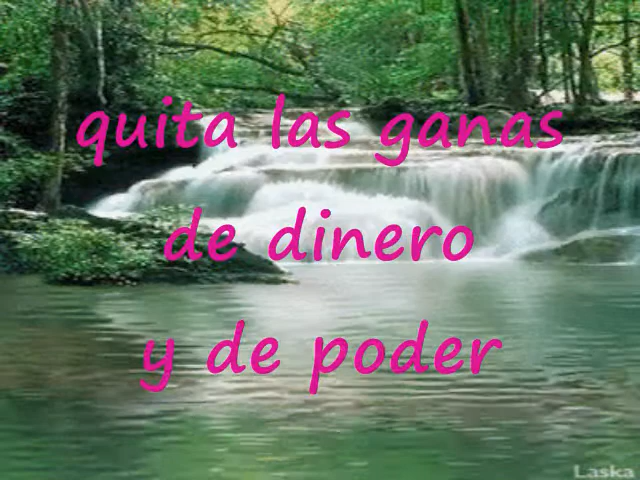 quita las ganas
de dinero
y de poder
Laska